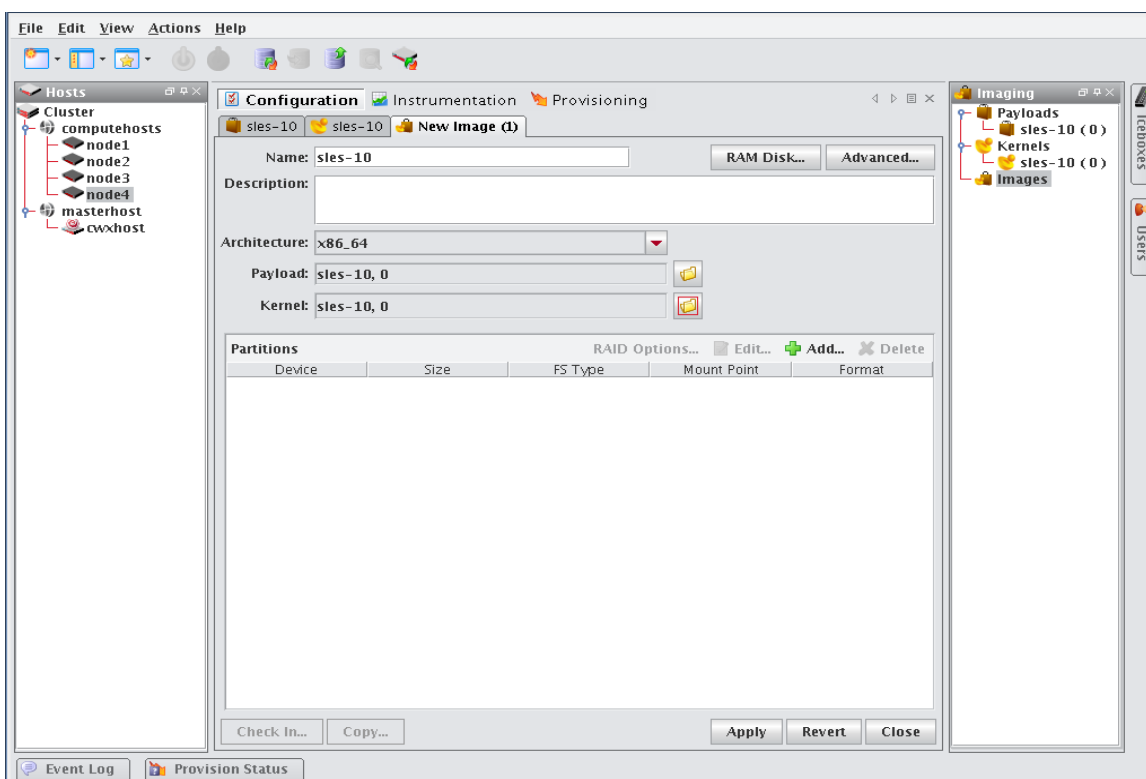 File Edit View Actions Help
Hosts
Cluster
computehosts
node1
node2
node3
node4
masterhost
cwxhost
Configuration Instrumentation Provisioning
sles-10 sles-10 New Image (1)
Name: sles-10 RAM Disk... Advanced...
Description:
Architecture: x86_64
Payload: sles-10, 0
Kernel: sles-10, 0
Partitions RAID Options... Edit... Add... Delete
Device Size FS Type Mount Point Format
Check In... Copy... Apply Revert Close
Imaging
Payloads
sles-10 (0)
Kernels
sles-10 (0)
Images
Iceboxes
Users
Event Log Provision Status